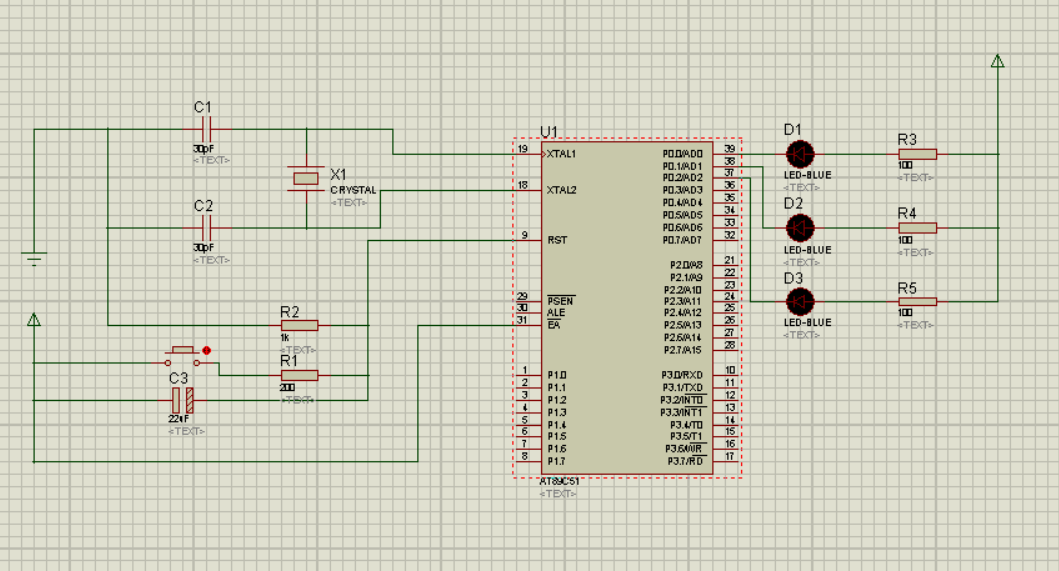 C1
30pF
<TEXT>
X1
CRYSTAL
<TEXT>
C2
30pF
<TEXT>
R2
1k
<TEXT>
R1
200
<TEXT>
C3
<TEXT>
U1
19 XTAL1
18 XTAL2
9 RST
29 PSEN
30 ALE
31 EA
1 P1.0
2 P1.1
3 P1.2
4 P1.3
5 P1.4
6 P1.5
7 P1.6
8 P1.7
P0.0/AD0 39
P0.1/AD1 38
P0.2/AD2 37
P0.3/AD3 36
P0.4/AD4 35
P0.5/AD5 34
P0.6/AD6 33
P0.7/AD7 32
P2.0/A8 21
P2.1/A9 22
P2.2/A10 23
P2.3/A11 24
P2.4/A12 25
P2.5/A13 26
P2.6/A14 27
P2.7/A15 28
P3.0/RXD 10
P3.1/TXD 11
P3.2/INT0 12
P3.3/INT1 13
P3.4/T0 14
P3.5/T1 15
P3.6/WR 16
P3.7/RD 17
AT89C51
<TEXT>
D1
LED-BLUE
<TEXT>
D2
LED-BLUE
<TEXT>
D3
LED-BLUE
<TEXT>
R3
100
<TEXT>
R4
100
<TEXT>
R5
100
<TEXT>